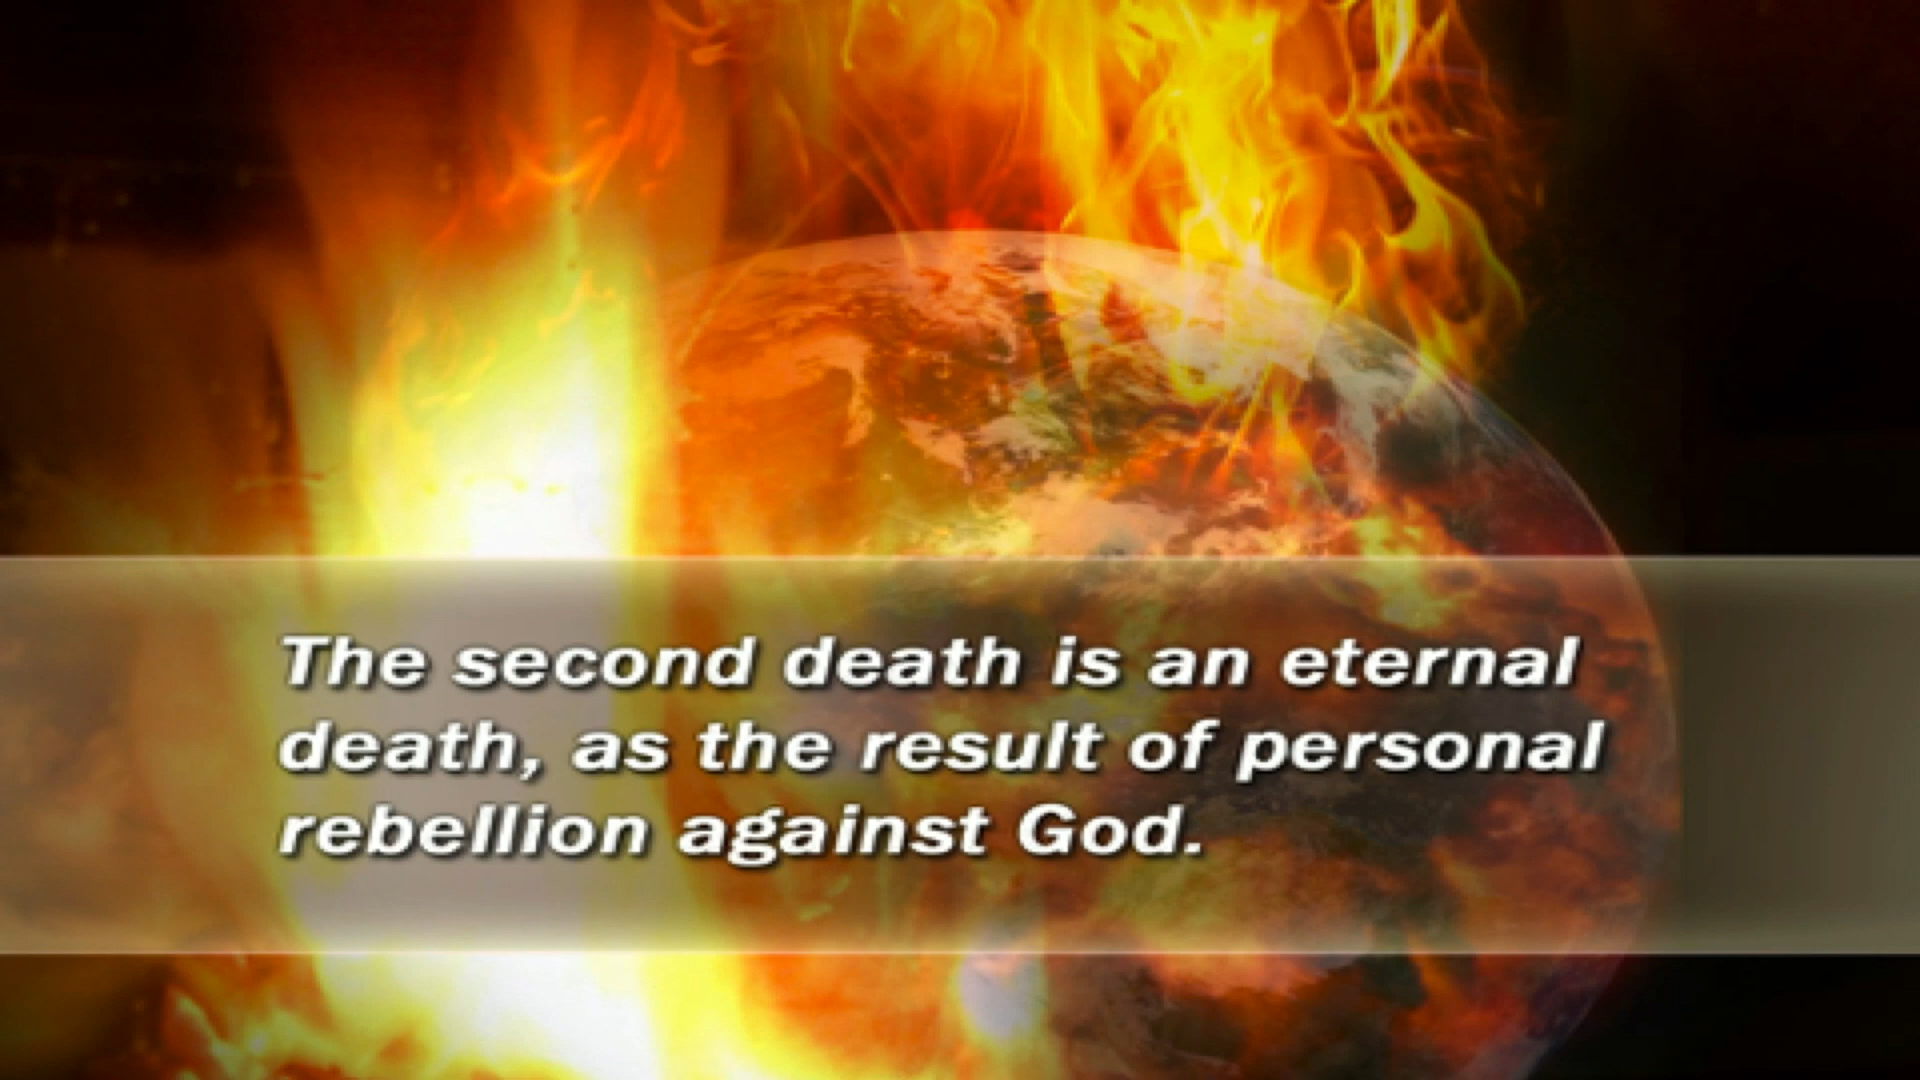 The second death is an eternal
death, as the result of personal
rebellion against God.